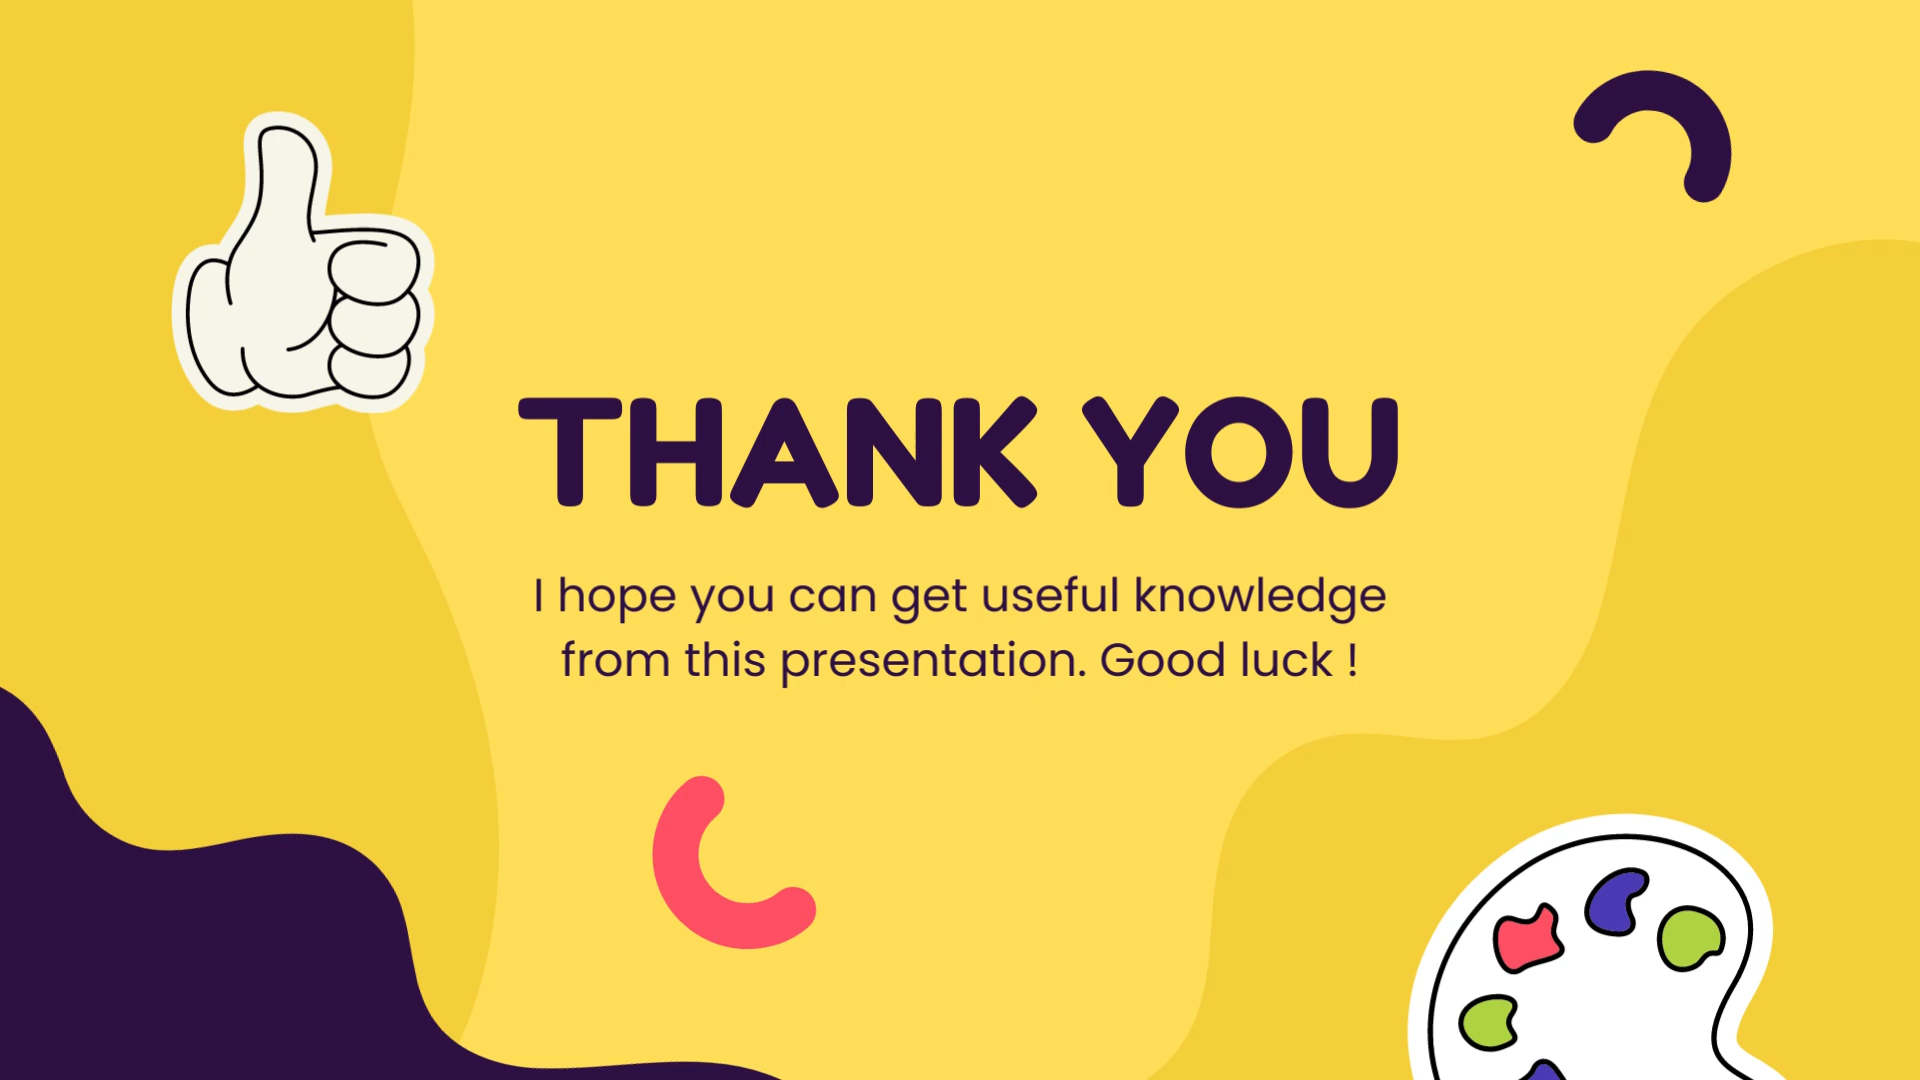 THANK YOU
I hope you can get useful knowledge
from this presentation. Good luck !